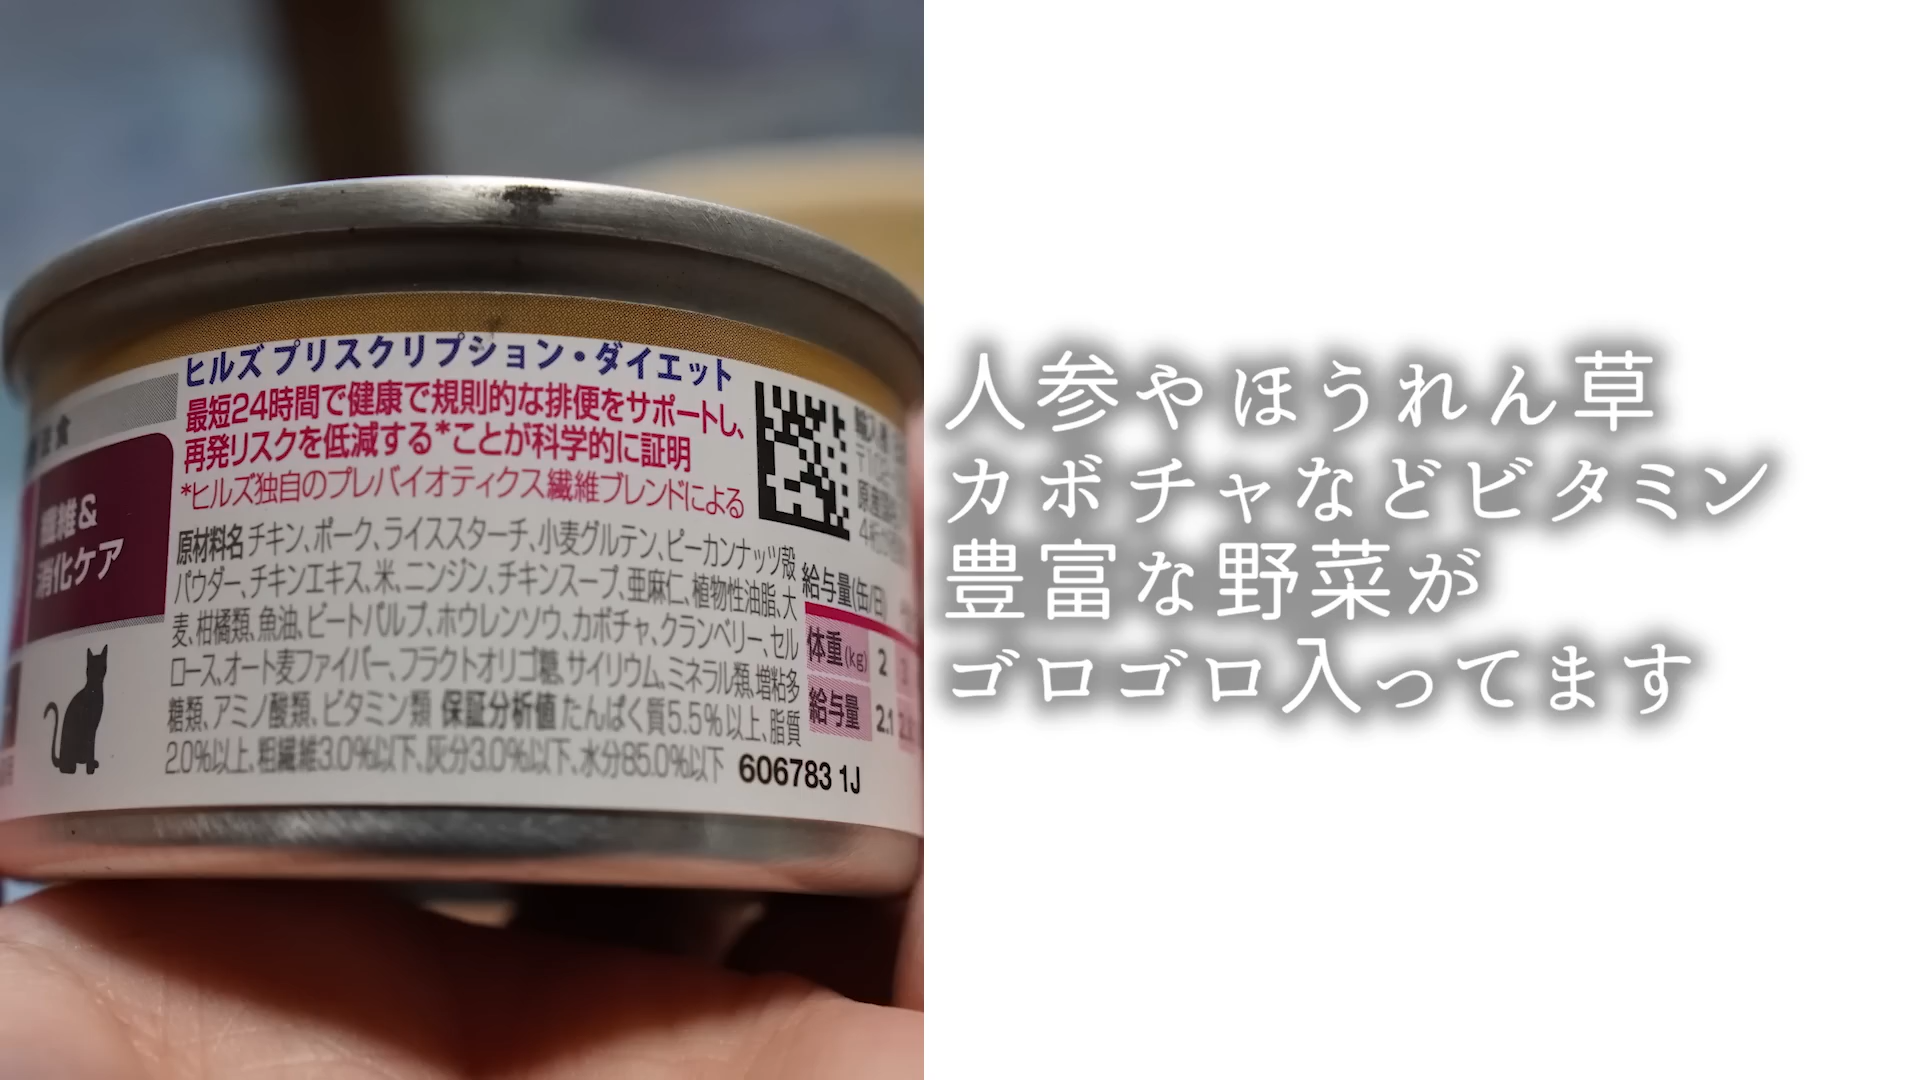 ヒルズ プリスクリプション・ダイエット
最短24時間で健康で規則的な排便をサポートし、
再発リスクを低減する*ことが科学的に証明
*ヒルズ独自のプレバイオティクス繊維ブレンドによる
繊維&
消化ケア
原材料名 チキン、ポーク、ライススターチ、小麦グルテン、ピーカンナッツ殻
パウダー、チキンエキス、米、ニンジン、チキンスープ、亜麻仁、植物性油脂、大
麦、柑橘類、魚油、ビートパルプ、ホウレンソウ、カボチャ、クランベリー、セル
ロース、オート麦ファイバー、フラクトオリゴ糖、サイリウム、ミネラル類、増粘多
糖類、アミノ酸類、ビタミン類 保証分析値 たんぱく質5.5%以上、脂質
2.0%以上、粗繊維3.0%以下、灰分3.0%以下、水分85.0%以下
606783 1J
給与量(缶/日)
体重(kg) 2 3
給与量 2.1
人参やほうれん草
カボチャなどビタミン
豊富な野菜が
ゴロゴロ入ってます